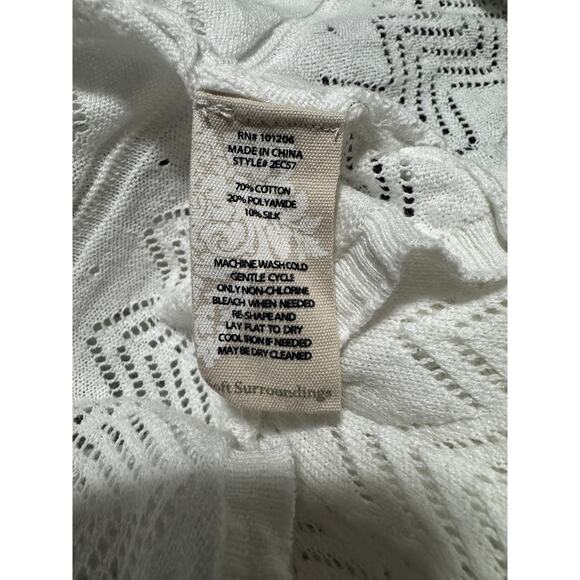 RN# 101206
MADE IN CHINA
STYLE# 2EC57
70% COTTON
20% POLYAMIDE
10% SILK
MACHINE WASH COLD
GENTLE CYCLE
ONLY NON-CHLORINE
BLEACH WHEN NEEDED
RE-SHAPE AND
LAY FLAT TO DRY
COOL IRON IF NEEDED
MAY BE DRY CLEANED
Soft Surroundings